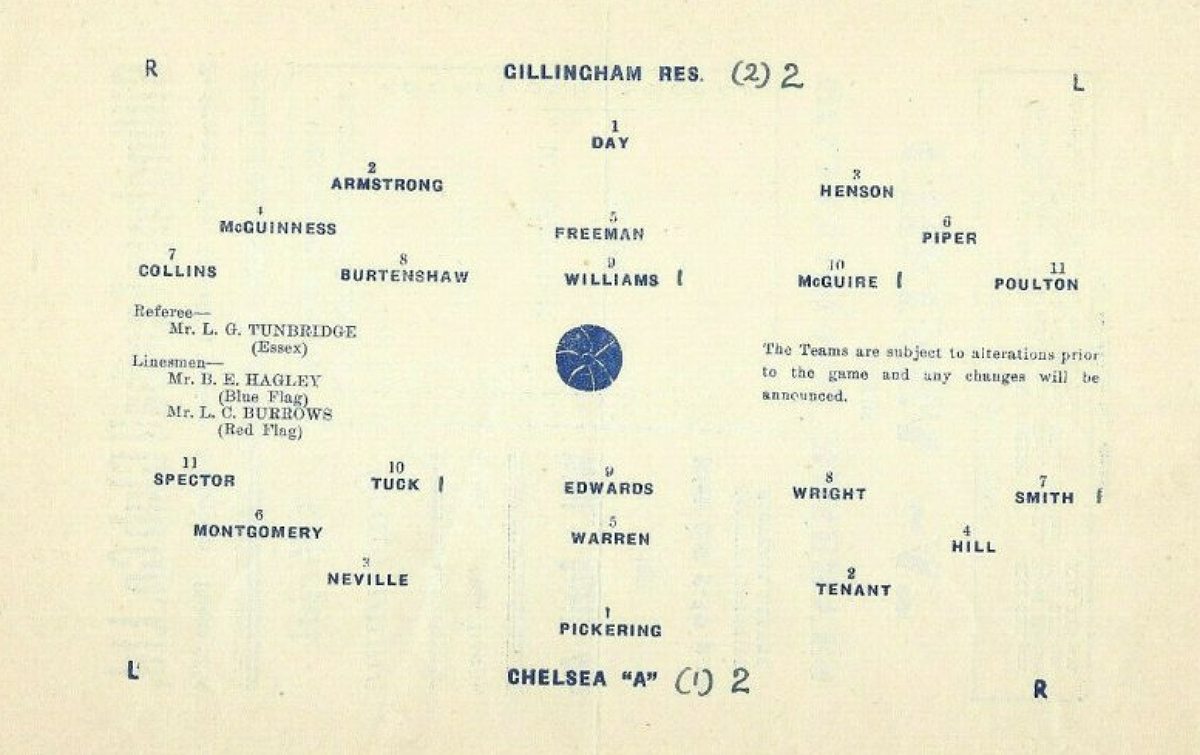 R
GILLINGHAM RES. (2) 2
L
1
DAY
2
ARMSTRONG
3
HENSON
4
McGUINNESS
5
FREEMAN
6
PIPER
7
COLLINS
8
BURTENSHAW
9
WILLIAMS 1
10
McGUIRE 1
11
POULTON
Referee—
Mr. L. G. TUNBRIDGE
(Essex)
Linesmen—
Mr. B. E. HAGLEY
(Blue Flag)
Mr. L. C. BURROWS
(Red Flag)
The Teams are subject to alterations prior
to the game and any changes will be
announced.
11
SPECTOR
10
TUCK 1
9
EDWARDS
8
WRIGHT
7
SMITH 1
6
MONTGOMERY
5
WARREN
4
HILL
3
NEVILLE
2
TENANT
1
PICKERING
L
CHELSEA "A" (1) 2
R